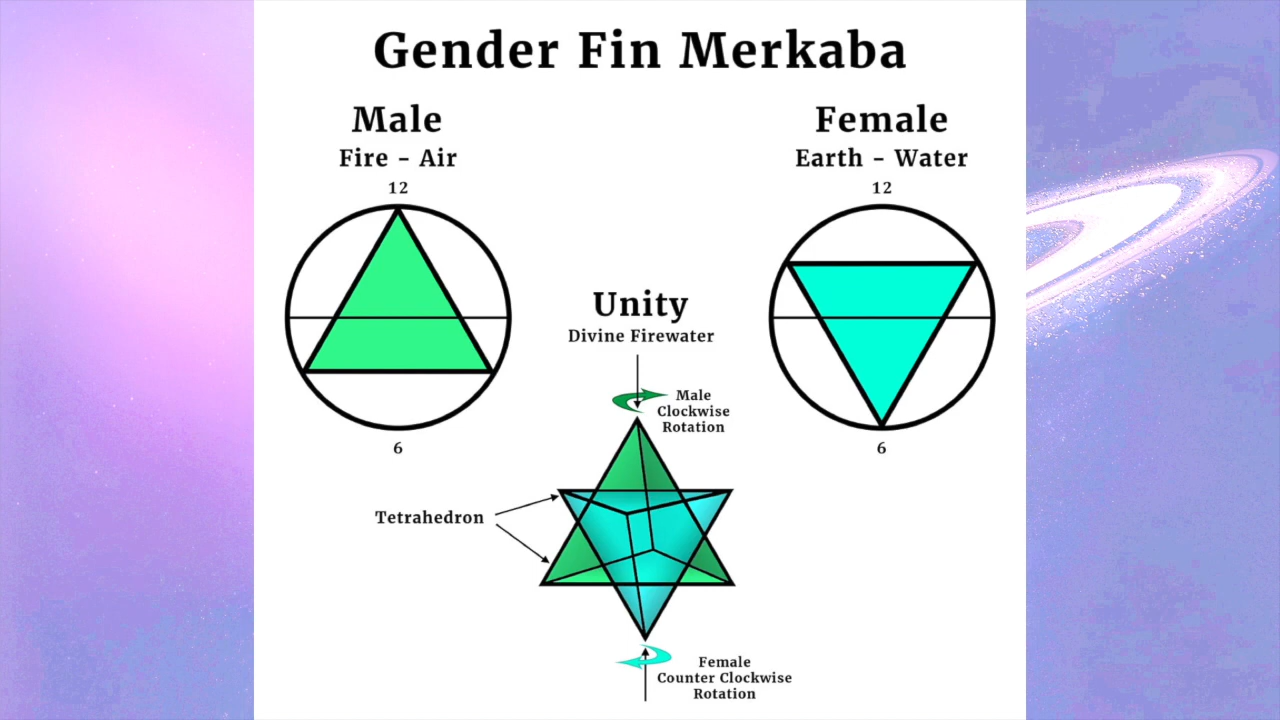 Gender Fin Merkaba
Male
Fire - Air
12
6
Female
Earth - Water
12
6
Unity
Divine Firewater
Male
Clockwise
Rotation
Tetrahedron
Female
Counter Clockwise
Rotation